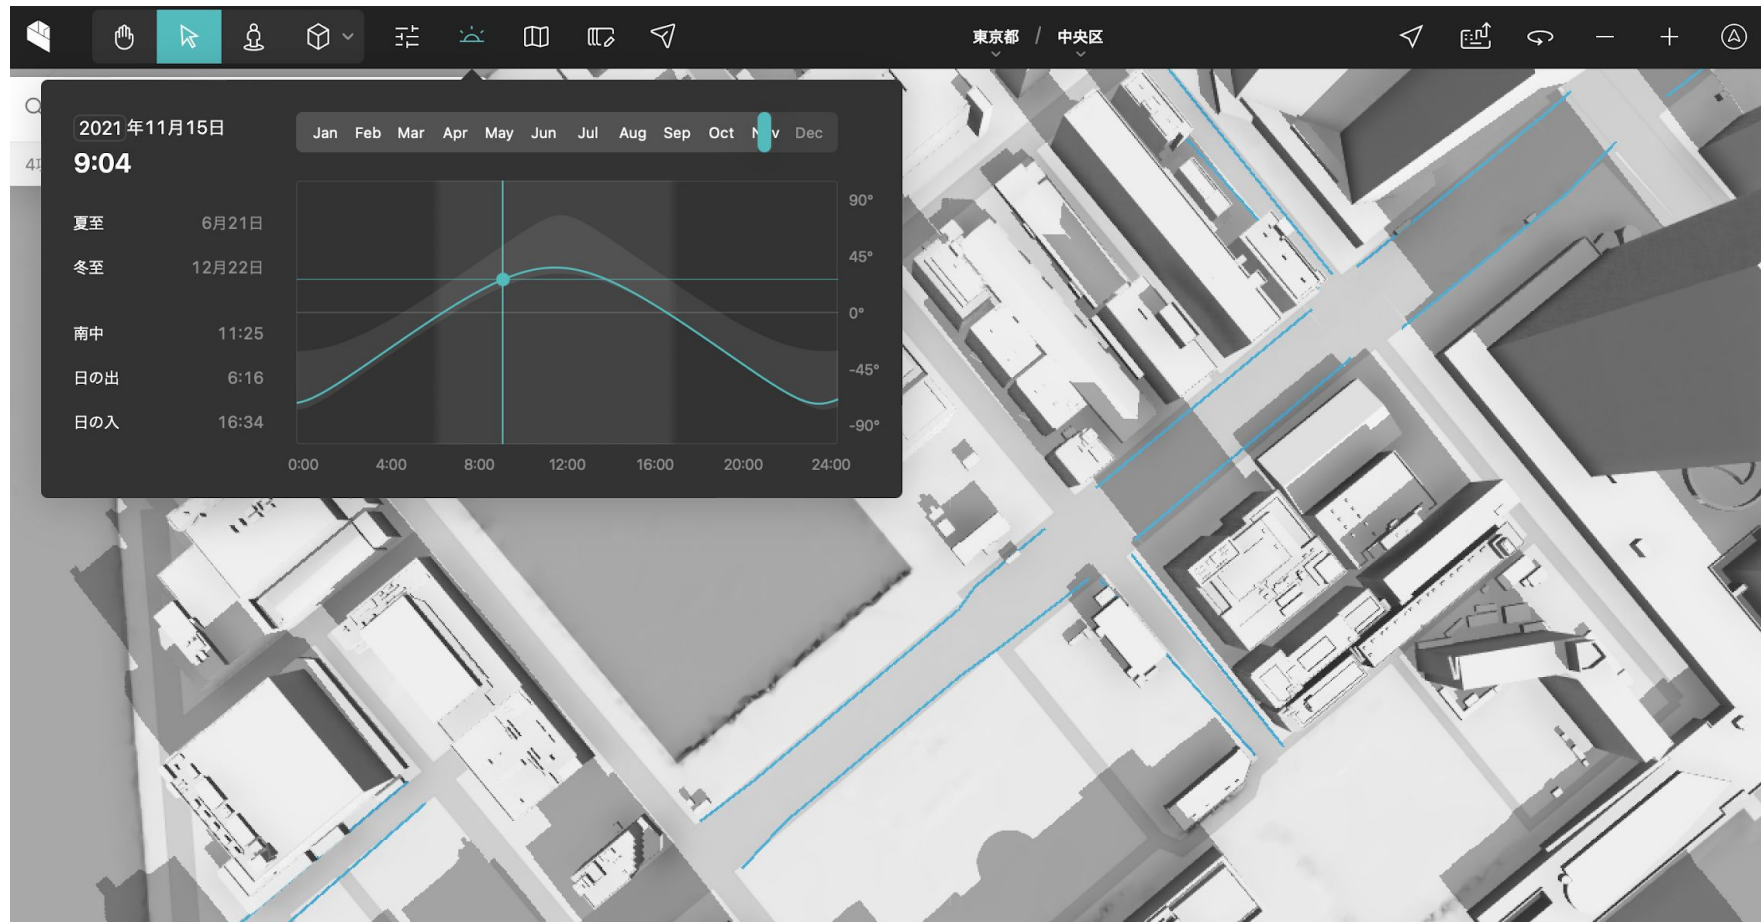 東京都 / 中央区
2021年11月15日
9:04
Jan Feb Mar Apr May Jun Jul Aug Sep Oct Nov Dec
夏至 6月21日
冬至 12月22日
南中 11:25
日の出 6:16
日の入 16:34
90°
45°
0°
-45°
-90°
0:00 4:00 8:00 12:00 16:00 20:00 24:00